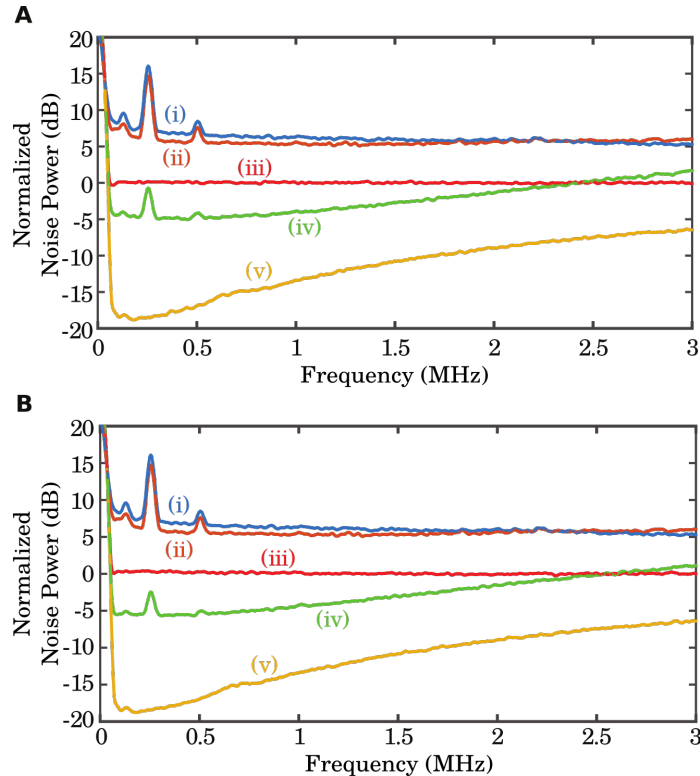 A
Normalized
Noise Power (dB)
20
15
10
5
0
-5
-10
-15
-20
(i)
(ii)
(iii)
(iv)
(v)
0
0.5
1
1.5
2
2.5
3
Frequency (MHz)
B
Normalized
Noise Power (dB)
20
15
10
5
0
-5
-10
-15
-20
(i)
(ii)
(iii)
(iv)
(v)
0
0.5
1
1.5
2
2.5
3
Frequency (MHz)